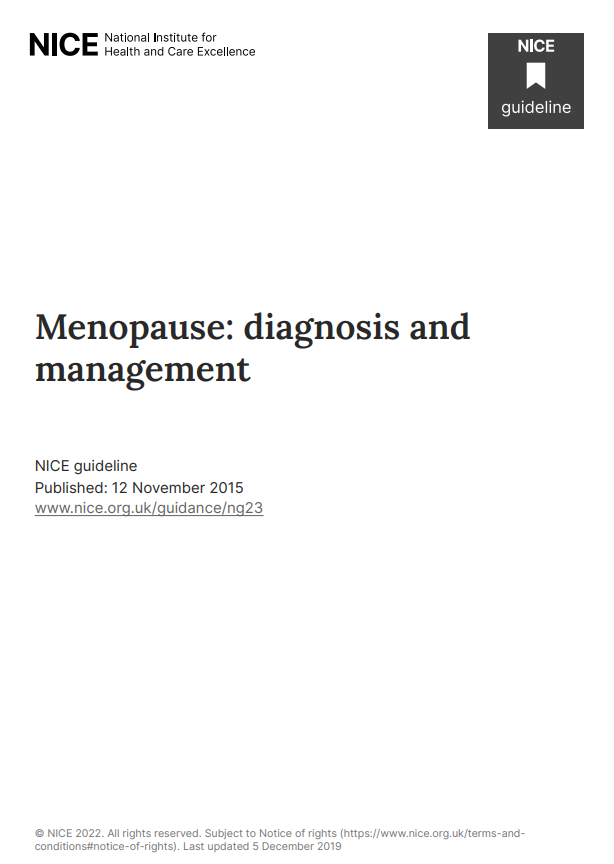 NICE National Institute for
Health and Care Excellence
NICE
guideline
Menopause: diagnosis and
management
NICE guideline
Published: 12 November 2015
www.nice.org.uk/guidance/ng23
© NICE 2022. All rights reserved. Subject to Notice of rights (https://www.nice.org.uk/terms-and-
conditions#notice-of-rights). Last updated 5 December 2019